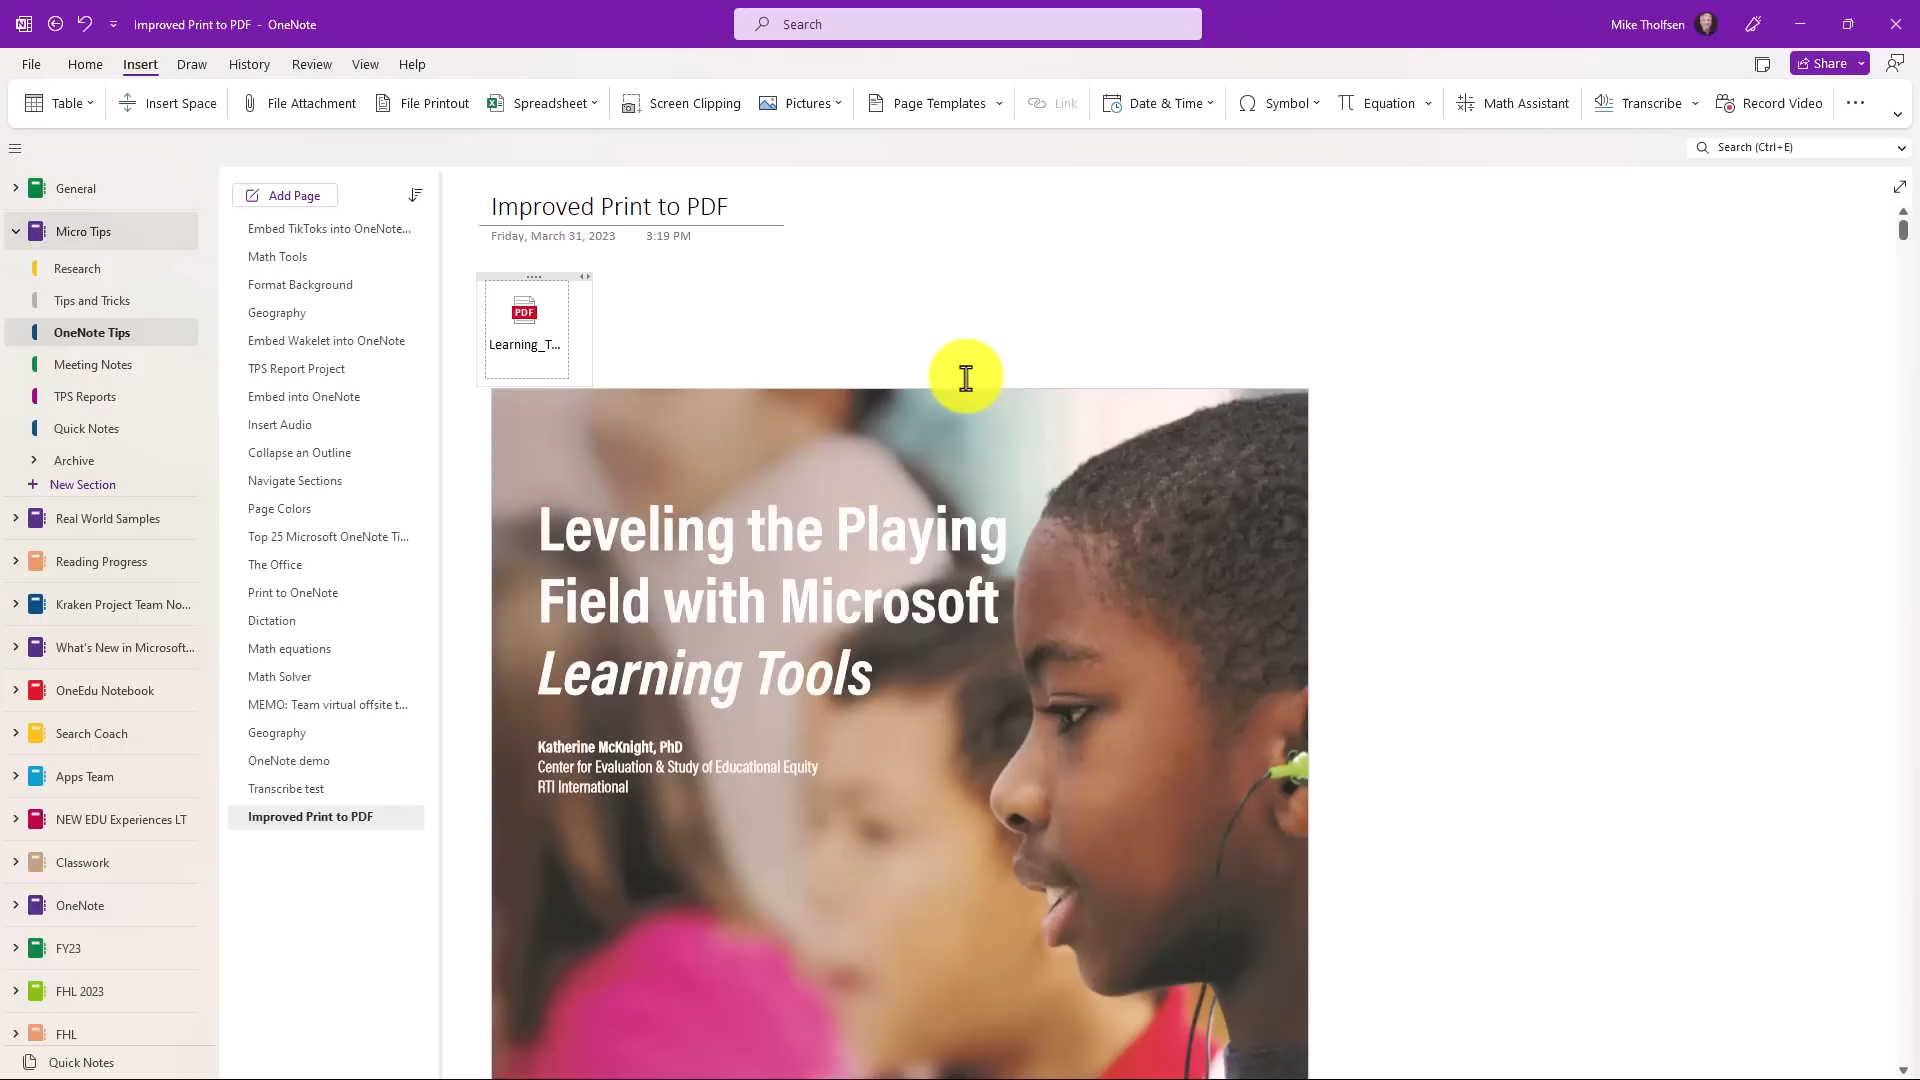 Improved Print to PDF - OneNote
Search
Mike Tholfsen
File Home Insert Draw History Review View Help
Share
Table Insert Space File Attachment File Printout Spreadsheet Screen Clipping Pictures Page Templates Link Date & Time Symbol Equation Math Assistant Transcribe Record Video
Search (Ctrl+E)
General
Micro Tips
Research
Tips and Tricks
OneNote Tips
Meeting Notes
TPS Reports
Quick Notes
Archive
New Section
Real World Samples
Reading Progress
Kraken Project Team No...
What's New in Microsoft...
OneEdu Notebook
Search Coach
Apps Team
NEW EDU Experiences LT
Classwork
OneNote
FY23
FHL 2023
FHL
Quick Notes
Add Page
Embed TikToks into OneNote...
Math Tools
Format Background
Geography
Embed Wakelet into OneNote
TPS Report Project
Embed into OneNote
Insert Audio
Collapse an Outline
Navigate Sections
Page Colors
Top 25 Microsoft OneNote Ti...
The Office
Print to OneNote
Dictation
Math equations
Math Solver
MEMO: Team virtual offsite t...
Geography
OneNote demo
Transcribe test
Improved Print to PDF
Improved Print to PDF
Friday, March 31, 2023 3:19 PM
PDF
Learning_T...
Leveling the Playing
Field with Microsoft
Learning Tools
Katherine McKnight, PhD
Center for Evaluation & Study of Educational Equity
RTI International